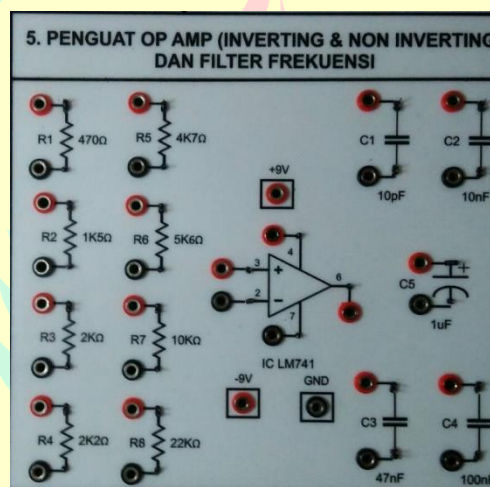 5. PENGUAT OP AMP (INVERTING & NON INVERTING
DAN FILTER FREKUENSI
R1 470Ω
R5 4K7Ω
C1
10pF
C2
10nF
+9V
R2 1K5Ω
R6 5K6Ω
3
+
4
2
−
6
7
IC LM741
C5
+
1uF
R3 2KΩ
R7 10KΩ
-9V
GND
R4 2K2Ω
R8 22KΩ
C3
47nF
C4
100nF